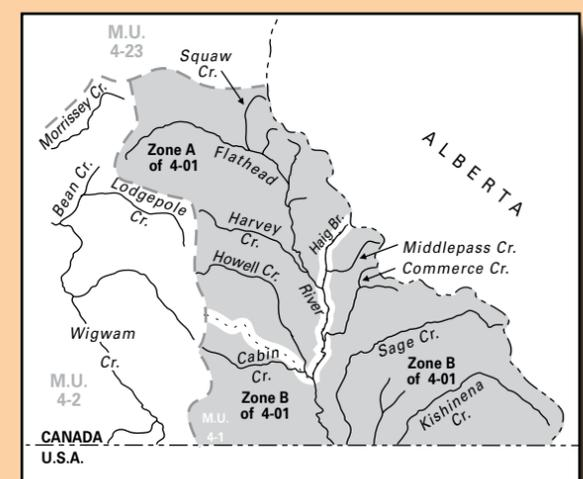 M.U.
4-23
Squaw
Cr.
Morrissey Cr.
ALBERTA
Zone A
of 4-01
Flathead
Bean Cr.
Lodgepole
Cr.
Harvey
Cr.
Haig Br.
Middlepass Cr.
Commerce Cr.
Howell Cr.
River
Wigwam
Cr.
Cabin
Cr.
Sage Cr.
Zone B
of 4-01
M.U.
4-2
Zone B
of 4-01
Kishinena
Cr.
M.U.
4-1
CANADA
U.S.A.